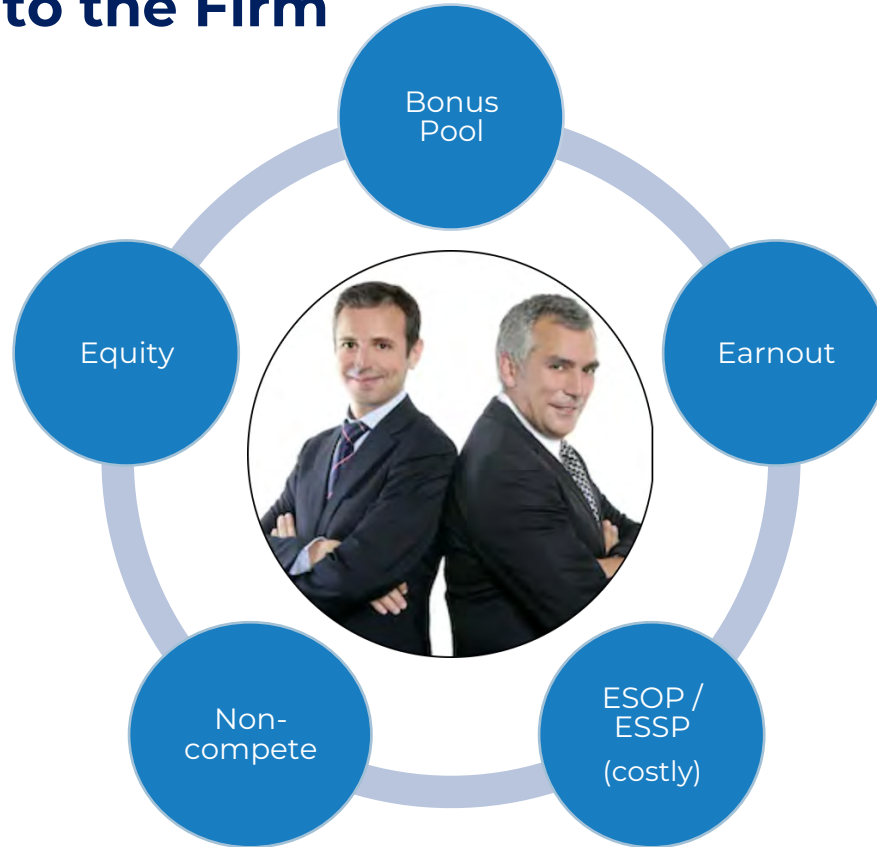 to the Firm
Bonus
Pool
Equity
Earnout
Non-
compete
ESOP /
ESSP
(costly)